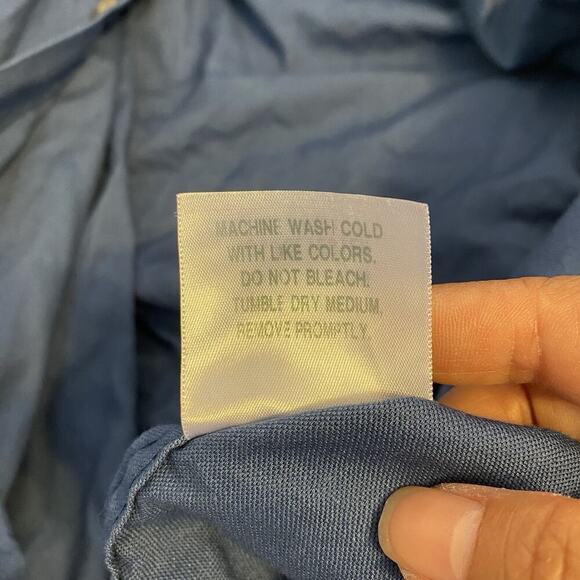 MACHINE WASH COLD
WITH LIKE COLORS.
DO NOT BLEACH.
TUMBLE DRY MEDIUM,
REMOVE PROMPTLY.